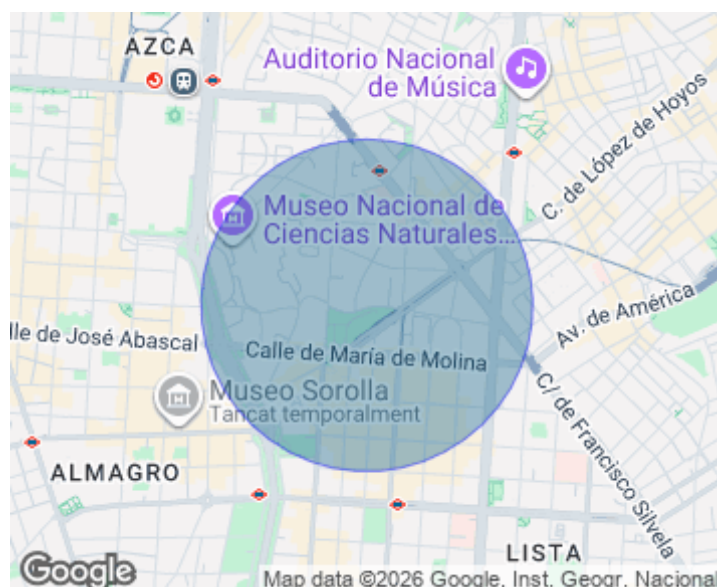 AZCA
Auditorio Nacional
de Música
C. de López de Hoyos
Museo Nacional de
Ciencias Naturales...
Av. de América
lle de José Abascal
Calle de María de Molina
Museo Sorolla
Tancat temporalment
C/ de Francisco Silvela
ALMAGRO
LISTA
Google
Map data ©2026 Google, Inst. Geogr. Nacional